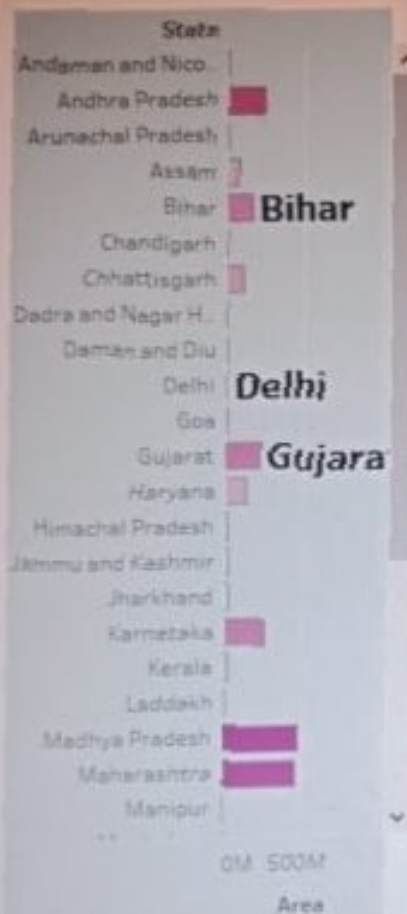 State
Andaman and Nico..
Andhra Pradesh
Arunachal Pradesh
Assam
Bihar Bihar
Chandigarh
Chhattisgarh
Dadra and Nagar H..
Daman and Diu
Delhi Delhi
Goa
Gujarat Gujara
Haryana
Himachal Pradesh
Jammu and Kashmir
Jharkhand
Karnataka
Kerala
Laddakh
Madhya Pradesh
Maharashtra
Manipur
0M 500M
Area